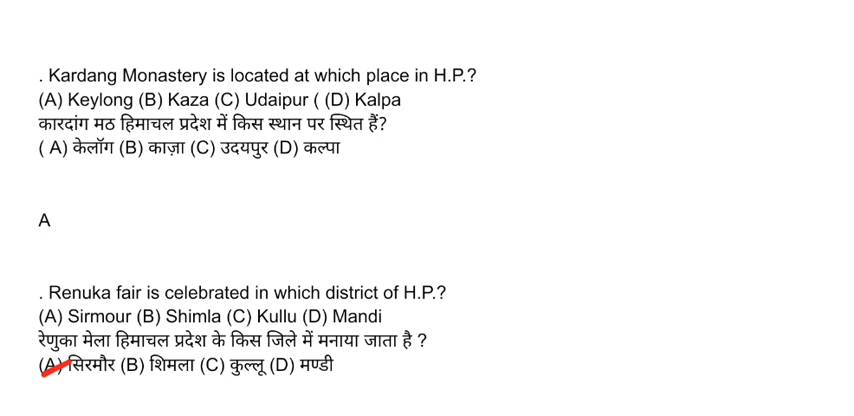 . Kardang Monastery is located at which place in H.P.?
(A) Keylong (B) Kaza (C) Udaipur ( (D) Kalpa
कारदांग मठ हिमाचल प्रदेश में किस स्थान पर स्थित हैं?
( A) केलॉग (B) काज़ा (C) उदयपुर (D) कल्पा
A
. Renuka fair is celebrated in which district of H.P.?
(A) Sirmour (B) Shimla (C) Kullu (D) Mandi
रेणुका मेला हिमाचल प्रदेश के किस जिले में मनाया जाता है ?
(A) सिरमौर (B) शिमला (C) कुल्लू (D) मण्डी